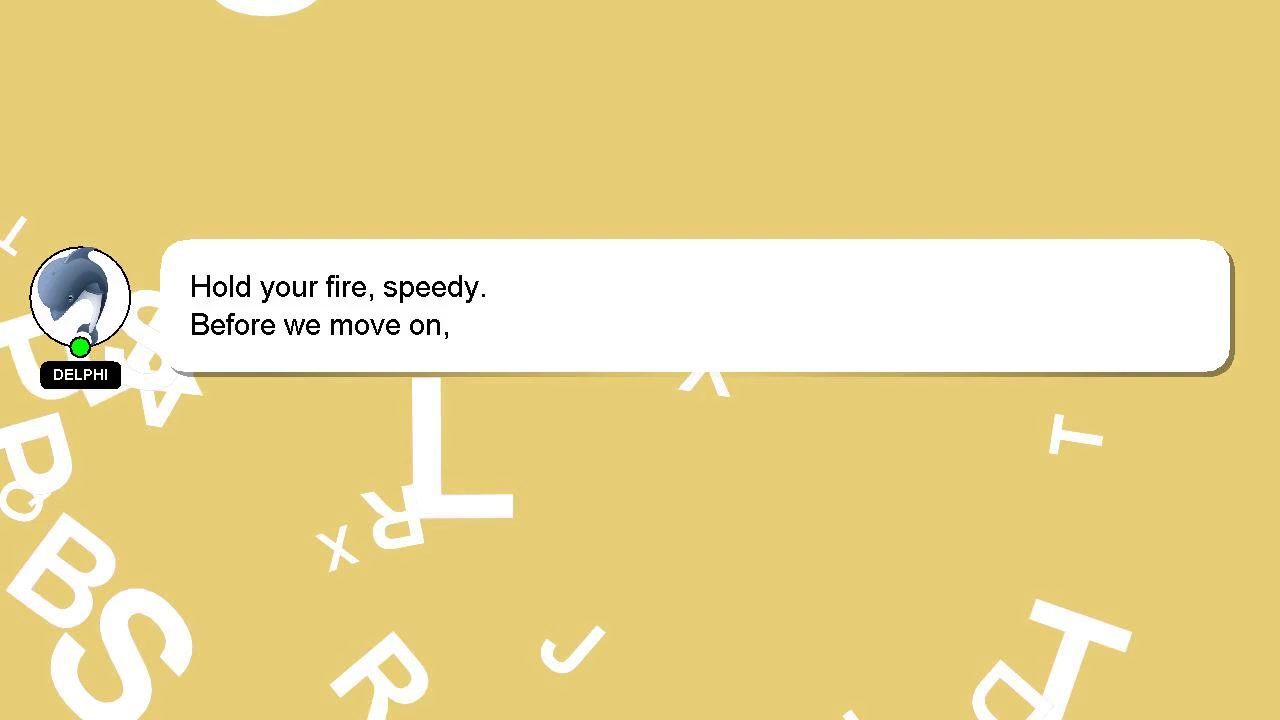 Hold your fire, speedy.
Before we move on,
DELPHI
T
S
B
A
R
Q
B
S
L
R
X
X
R
J
T
T
D